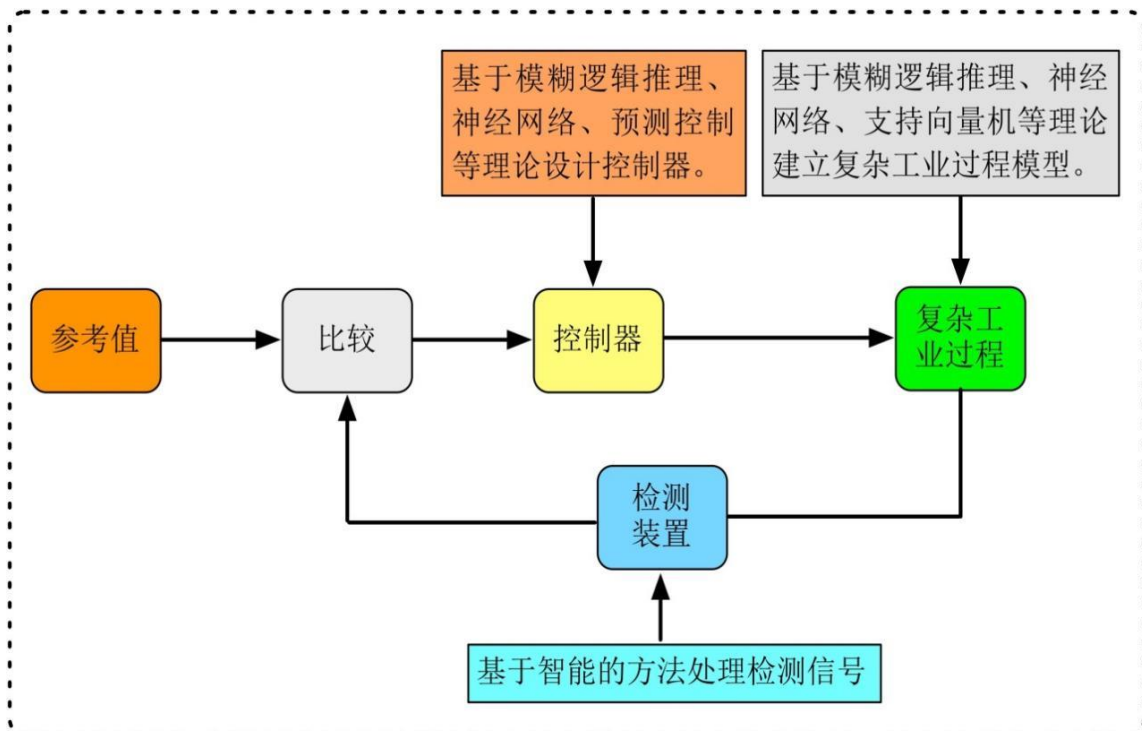 基于模糊逻辑推理、
神经网络、预测控制
等理论设计控制器。
基于模糊逻辑推理、神经
网络、支持向量机等理论
建立复杂工业过程模型。
参考值
比较
控制器
复杂工
业过程
检测
装置
基于智能的方法处理检测信号